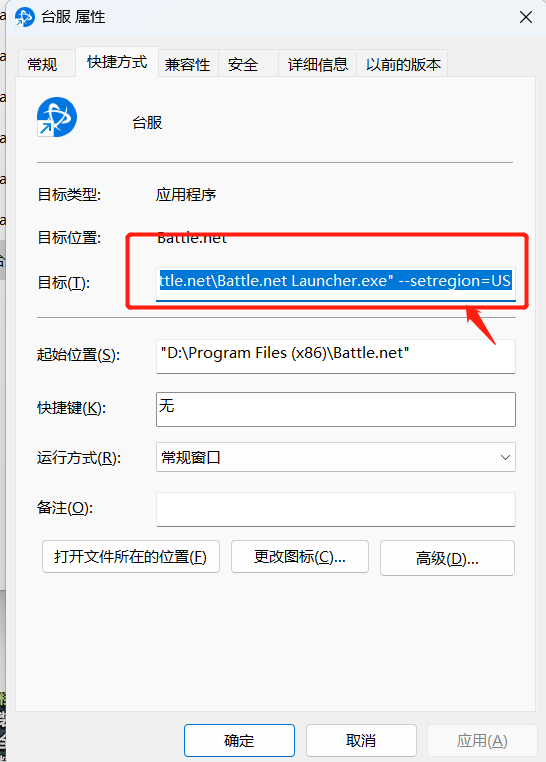 台服 属性
常规
快捷方式
兼容性
安全
详细信息
以前的版本
台服
目标类型:
应用程序
目标位置:
Battle.net
目标(T):
ttle.net\Battle.net Launcher.exe" --setregion=US
起始位置(S):
"D:\Program Files (x86)\Battle.net"
快捷键(K):
无
运行方式(R):
常规窗口
备注(O):
打开文件所在的位置(F)
更改图标(C)...
高级(D)...
确定
取消
应用(A)